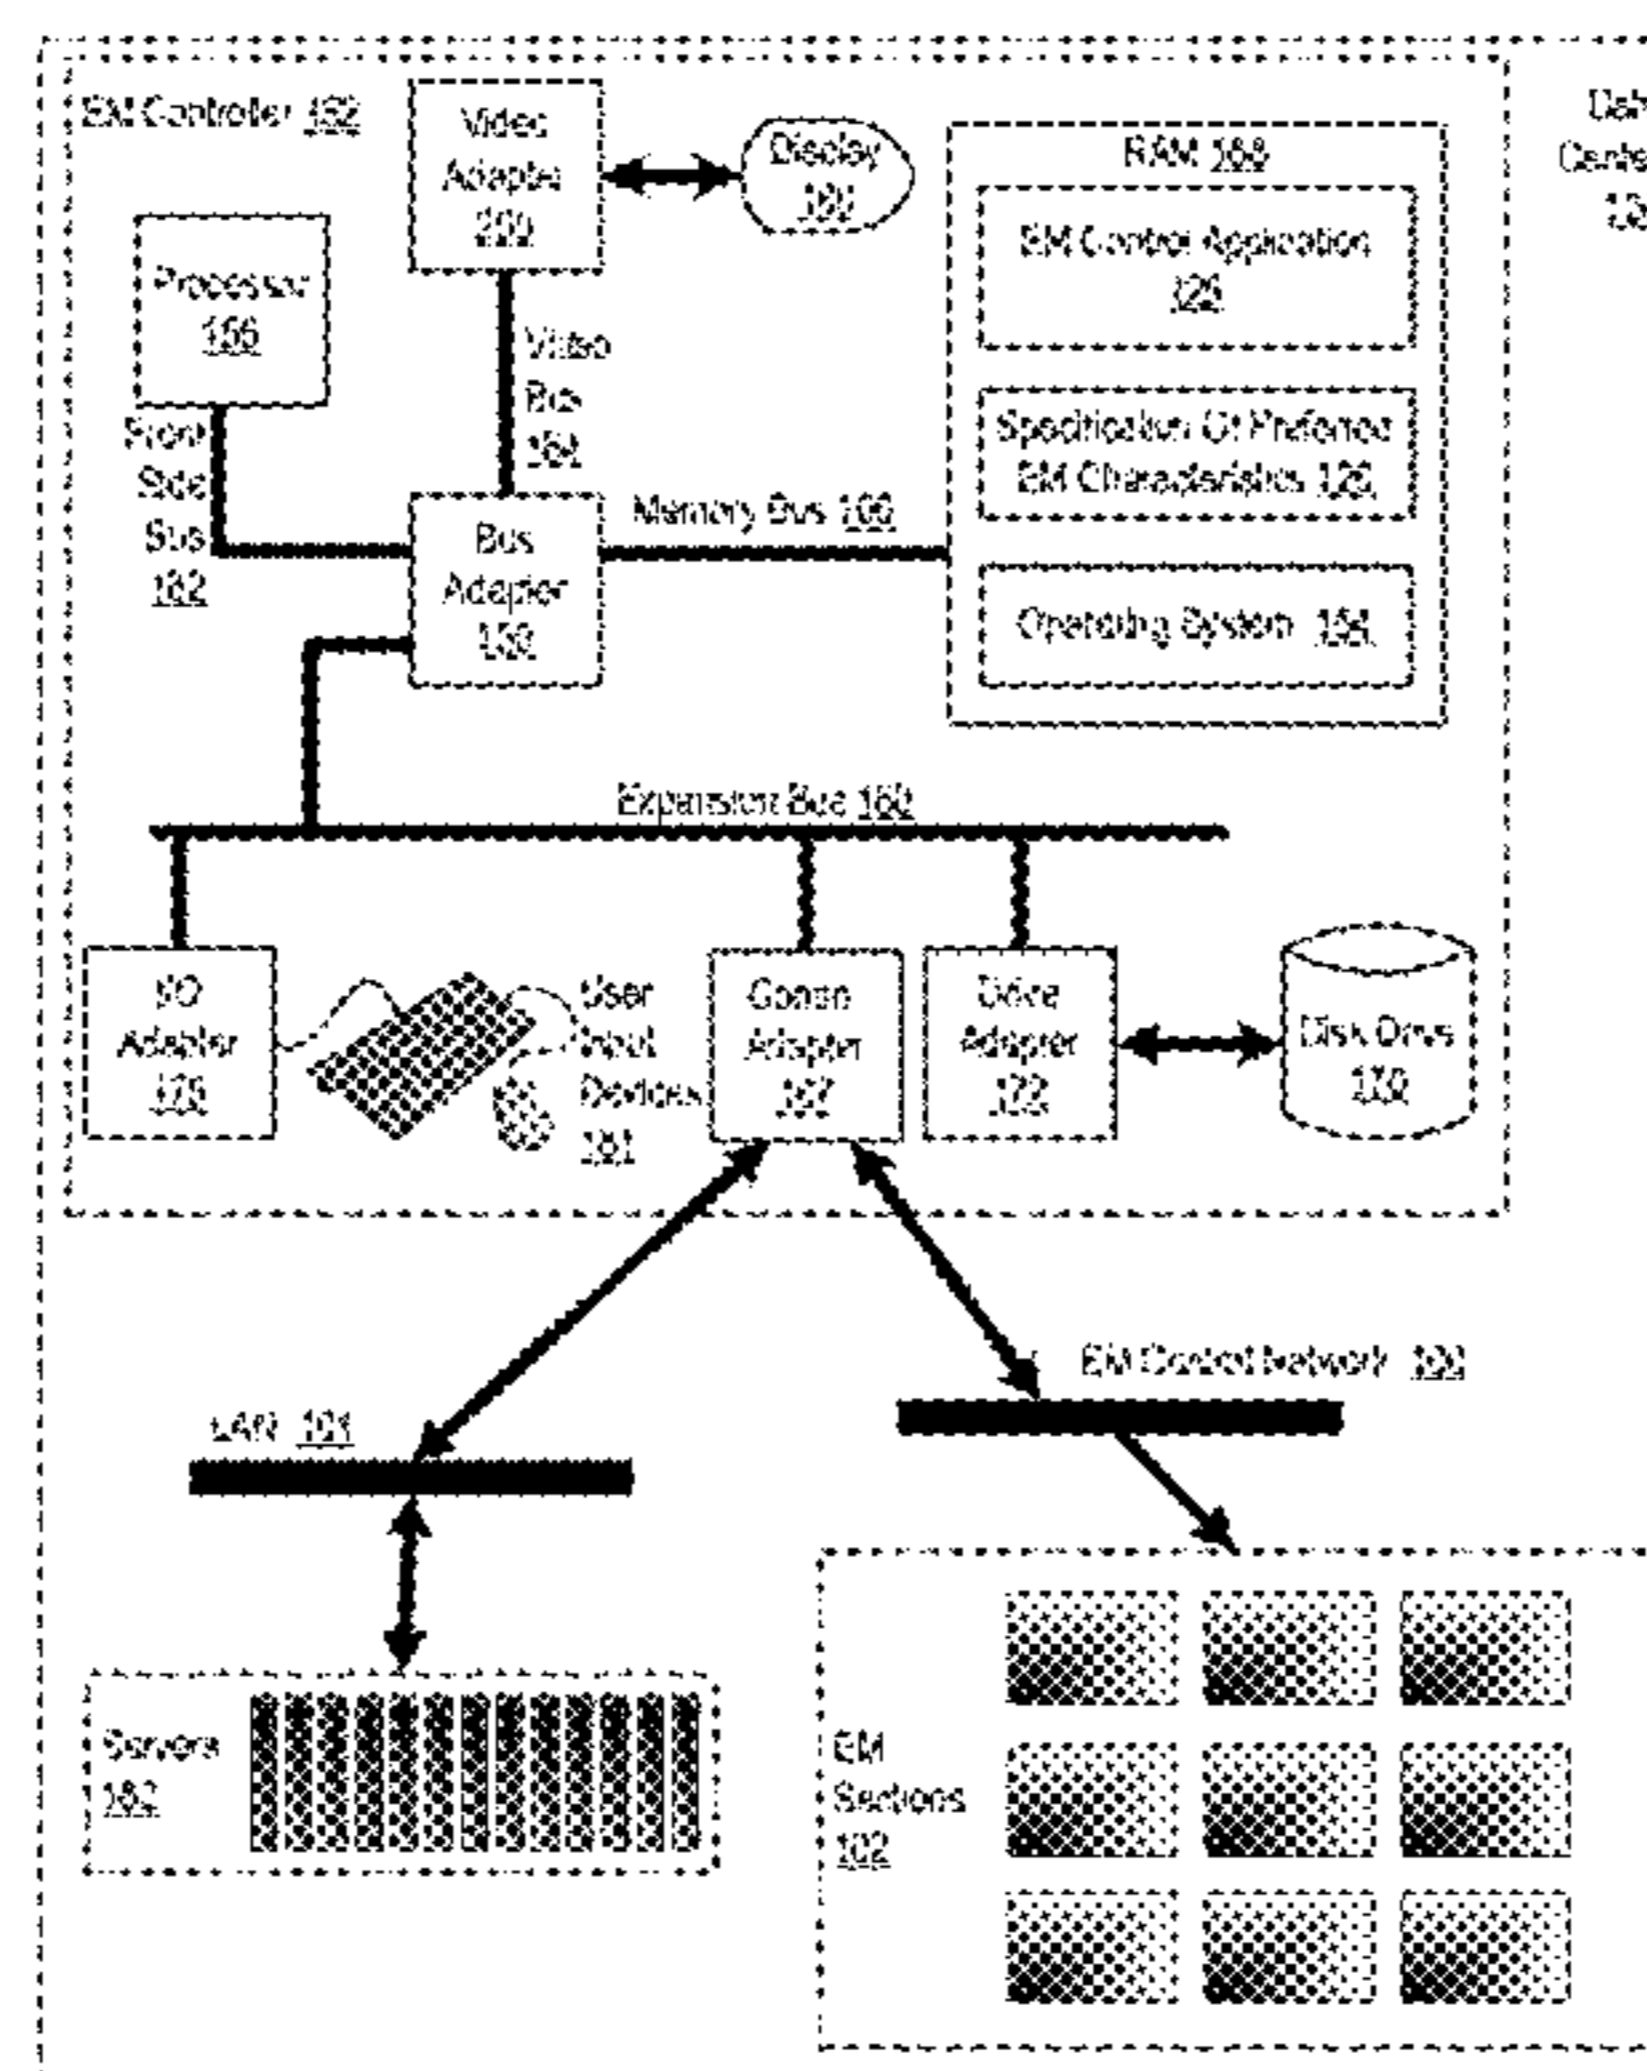 EM Controller 152
Video
Adapter
209
Display
180
RAM 168
EM Control Application
Processor
156
Video
Bus
164
Front
Side
Bus
162
Specification Of Preferred
EM Characteristics
Memory Bus 166
Bus
Adapter
158
Operating System 154
Expansion Bus 160
I/O
Adapter
178
User
Input
Devices
181
Comm
Adapter
167
Drive
Adapter
172
Disk Drive
170
EM Control Network
LAN 101
Servers
182
EM
Sections
102